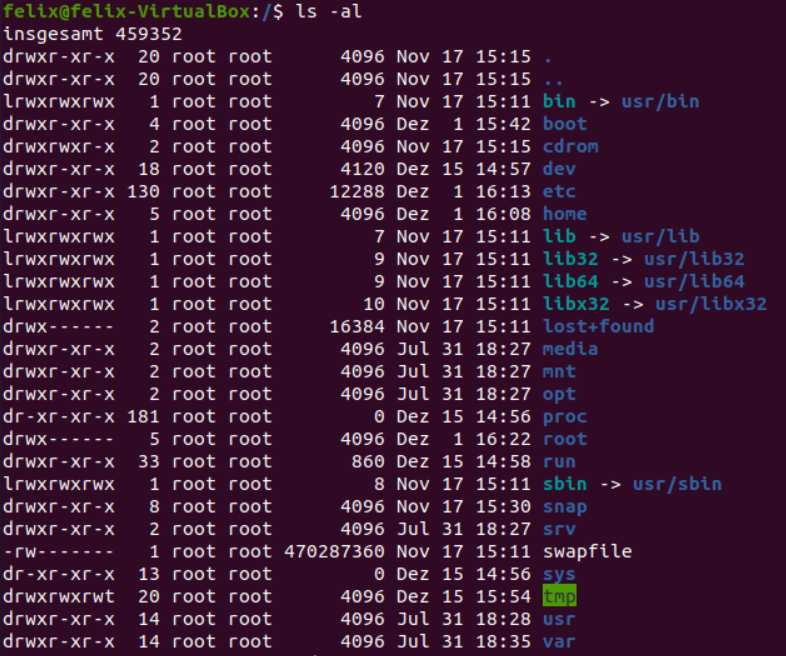 felix@felix-VirtualBox:/$ ls -al
insgesamt 459352
drwxr-xr-x  20 root root      4096 Nov 17 15:15 .
drwxr-xr-x  20 root root      4096 Nov 17 15:15 ..
lrwxrwxrwx   1 root root         7 Nov 17 15:11 bin -> usr/bin
drwxr-xr-x   4 root root      4096 Dez  1 15:42 boot
drwxrwxr-x   2 root root      4096 Nov 17 15:15 cdrom
drwxr-xr-x  18 root root      4120 Dez 15 14:57 dev
drwxr-xr-x 130 root root     12288 Dez  1 16:13 etc
drwxr-xr-x   5 root root      4096 Dez  1 16:08 home
lrwxrwxrwx   1 root root         7 Nov 17 15:11 lib -> usr/lib
lrwxrwxrwx   1 root root         9 Nov 17 15:11 lib32 -> usr/lib32
lrwxrwxrwx   1 root root         9 Nov 17 15:11 lib64 -> usr/lib64
lrwxrwxrwx   1 root root        10 Nov 17 15:11 libx32 -> usr/libx32
drwx------   2 root root     16384 Nov 17 15:11 lost+found
drwxr-xr-x   2 root root      4096 Jul 31 18:27 media
drwxr-xr-x   2 root root      4096 Jul 31 18:27 mnt
drwxr-xr-x   2 root root      4096 Jul 31 18:27 opt
dr-xr-xr-x 181 root root         0 Dez 15 14:56 proc
drwx------   5 root root      4096 Dez  1 16:22 root
drwxr-xr-x  33 root root       860 Dez 15 14:58 run
lrwxrwxrwx   1 root root         8 Nov 17 15:11 sbin -> usr/sbin
drwxr-xr-x   8 root root      4096 Nov 17 15:30 snap
drwxr-xr-x   2 root root      4096 Jul 31 18:27 srv
-rw-------   1 root root 470287360 Nov 17 15:11 swapfile
dr-xr-xr-x  13 root root         0 Dez 15 14:56 sys
drwxrwxrwt  20 root root      4096 Dez 15 15:54 tmp
drwxr-xr-x  14 root root      4096 Jul 31 18:28 usr
drwxr-xr-x  14 root root      4096 Jul 31 18:35 var